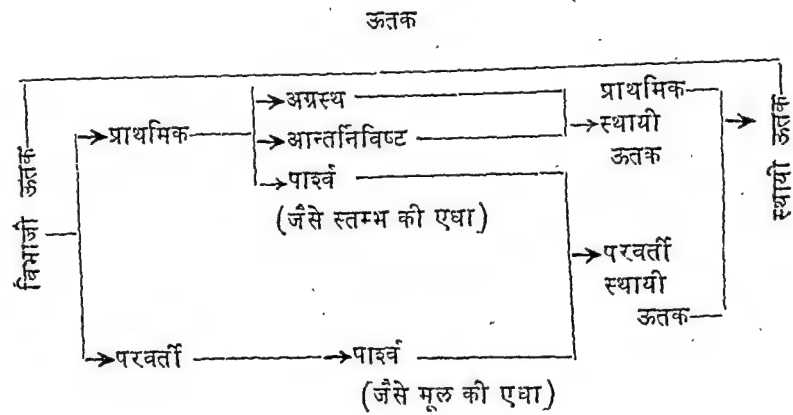 ऊतक
विभाजी ऊतक
प्राथमिक
अग्रस्थ
आन्तर्निविष्ट
पार्श्व
(जैसे स्तम्भ की एधा)
परवर्ती
पार्श्व
(जैसे मूल की एधा)
प्राथमिक
स्थायी
ऊतक
परवर्ती
स्थायी
ऊतक
स्थायी ऊतक